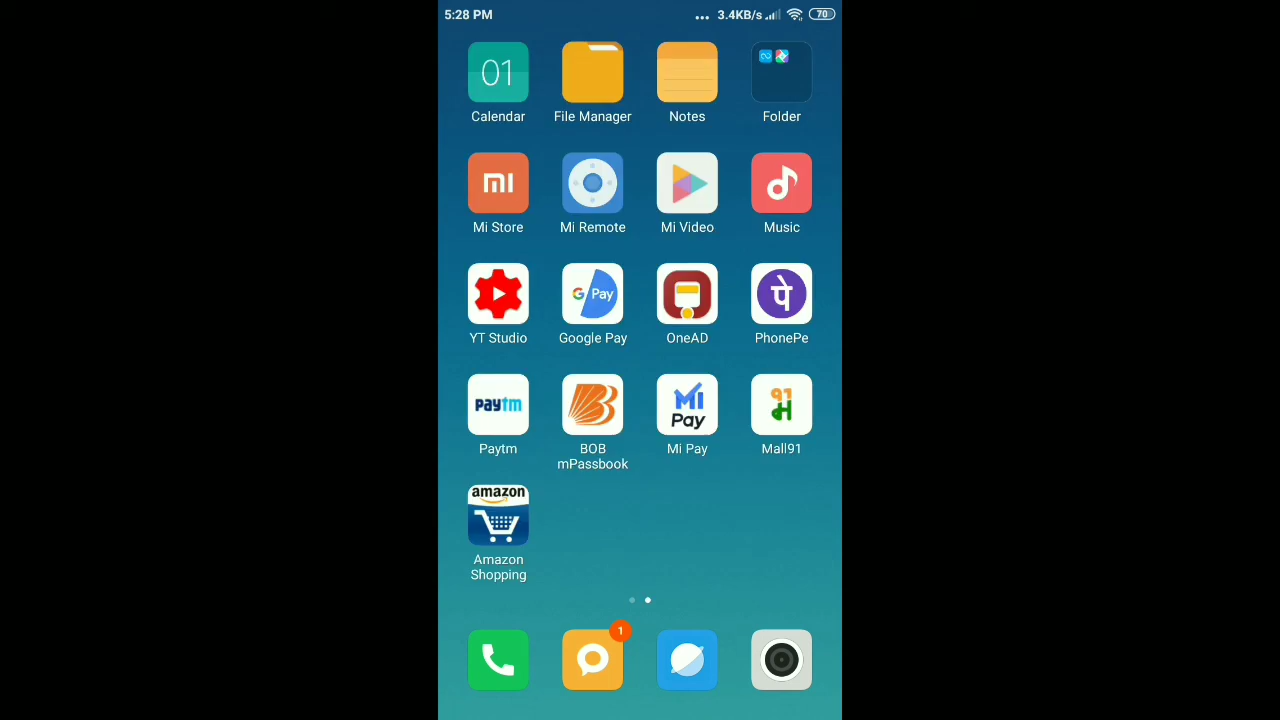 5:28 PM
... 3.4KB/s 70
01
Calendar
File Manager
Notes
Folder
mi
Mi Store
Mi Remote
Mi Video
Music
G Pay
पे
YT Studio
Google Pay
OneAD
PhonePe
paytm
Mi
Pay
९१
म
Paytm
BOB
mPassbook
Mi Pay
Mall91
amazon
Amazon
Shopping
1